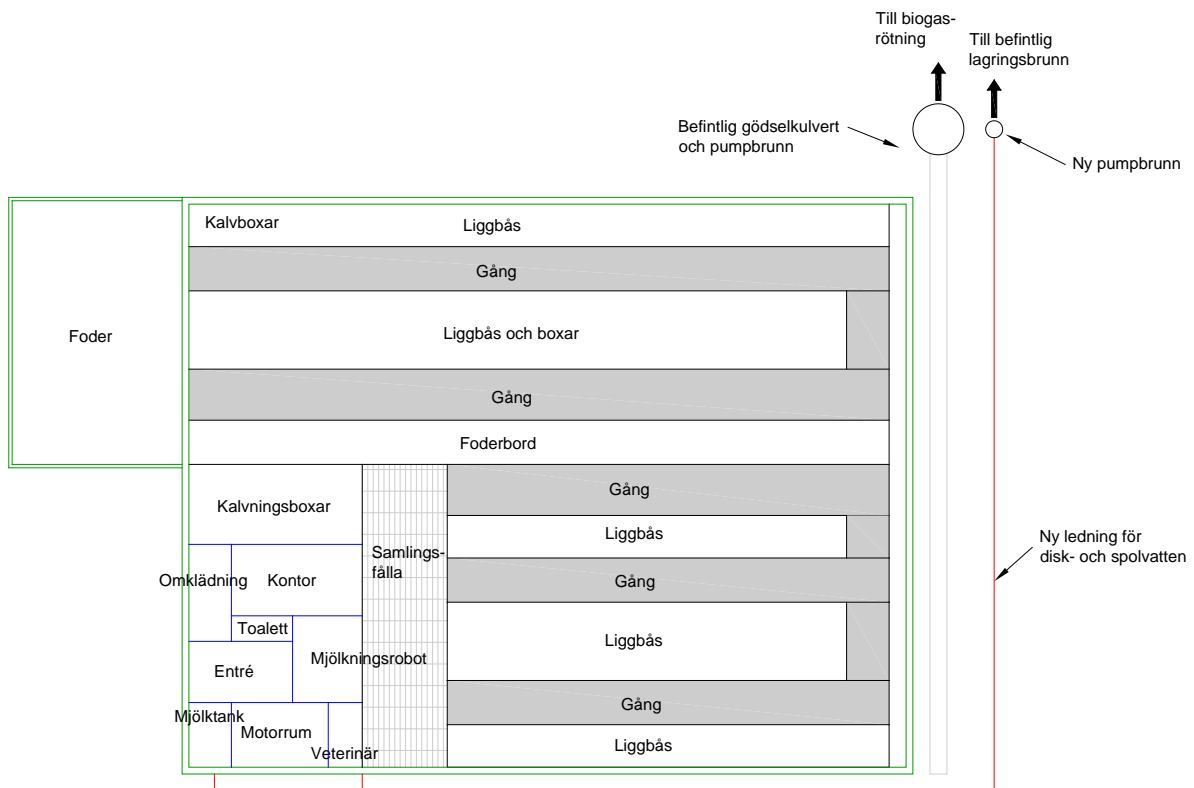 Till biogas-
rötning
Till befintlig
lagringsbrunn
Befintlig gödselkulvert
och pumpbrunn
Ny pumpbrunn
Kalvboxar
Liggbås
Gång
Foder
Liggbås och boxar
Gång
Foderbord
Gång
Kalvningsboxar
Liggbås
Samlings-
fålla
Ny ledning för
disk- och spolvatten
Omklädning
Kontor
Gång
Toalett
Liggbås
Mjölkningsrobot
Entré
Gång
Mjölktank
Motorrum
Veterinär
Liggbås